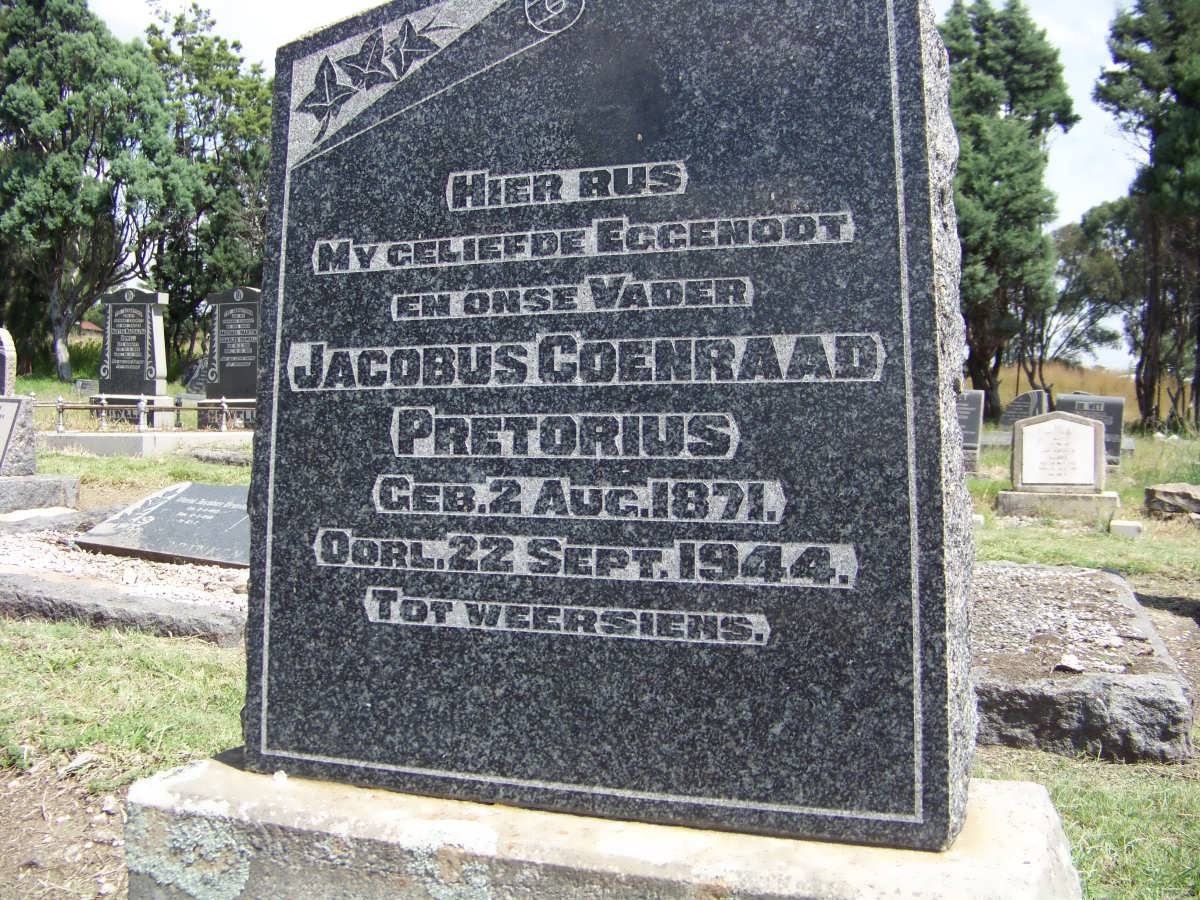 HIER RUS
MY GELIEFDE EGGENOOT
EN ONSE VADER
JACOBUS COENRAAD
PRETORIUS
GEB. 2 AUG. 1871.
OORL. 22 SEPT. 1944.
TOT WEERSIENS.